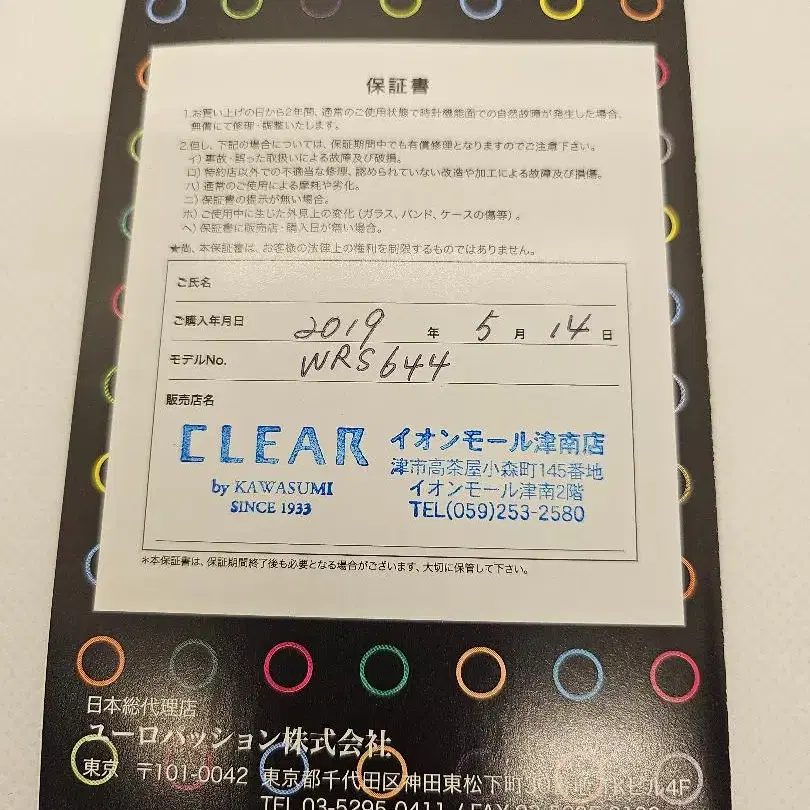 保証書
1.お買い上げの日から2年間、通常のご使用状態で時計機能面での自然故障が発生した場合、
無償にて修理・調整いたします。
2.但し、下記の場合については、保証期間中でも有償修理となりますのでご注意下さい。
イ)事故・誤った取扱いによる故障及び破損。
ロ)特約店以外での不適当な修理、認められていない改造や加工による故障及び損傷。
ハ)通常のご使用による摩耗や劣化。
ニ)保証書の提示が無い場合。
ホ)ご使用中に生じた外見上の変化(ガラス、バンド、ケースの傷等)。
ヘ)保証書に販売店・購入日が無い場合。
★尚、本保証書は、お客様の法律上の権利を制限するものではありません。
ご氏名
ご購入年月日 2019 年 5 月 14 日
モデルNo. WRS644
販売店名
CLEAR
by KAWASUMI
SINCE 1933
イオンモール津南店
津市高茶屋小森町145番地
イオンモール津南2階
TEL(059)253-2580
*本保証書は、保証期間終了後も必要となる場合がございます、大切に保管して下さい。
日本総代理店
ユーロパッション株式会社
東京 〒101-0042 東京都千代田区神田東松下町 ビル4F
TEL 03-5295-0411 / FAX